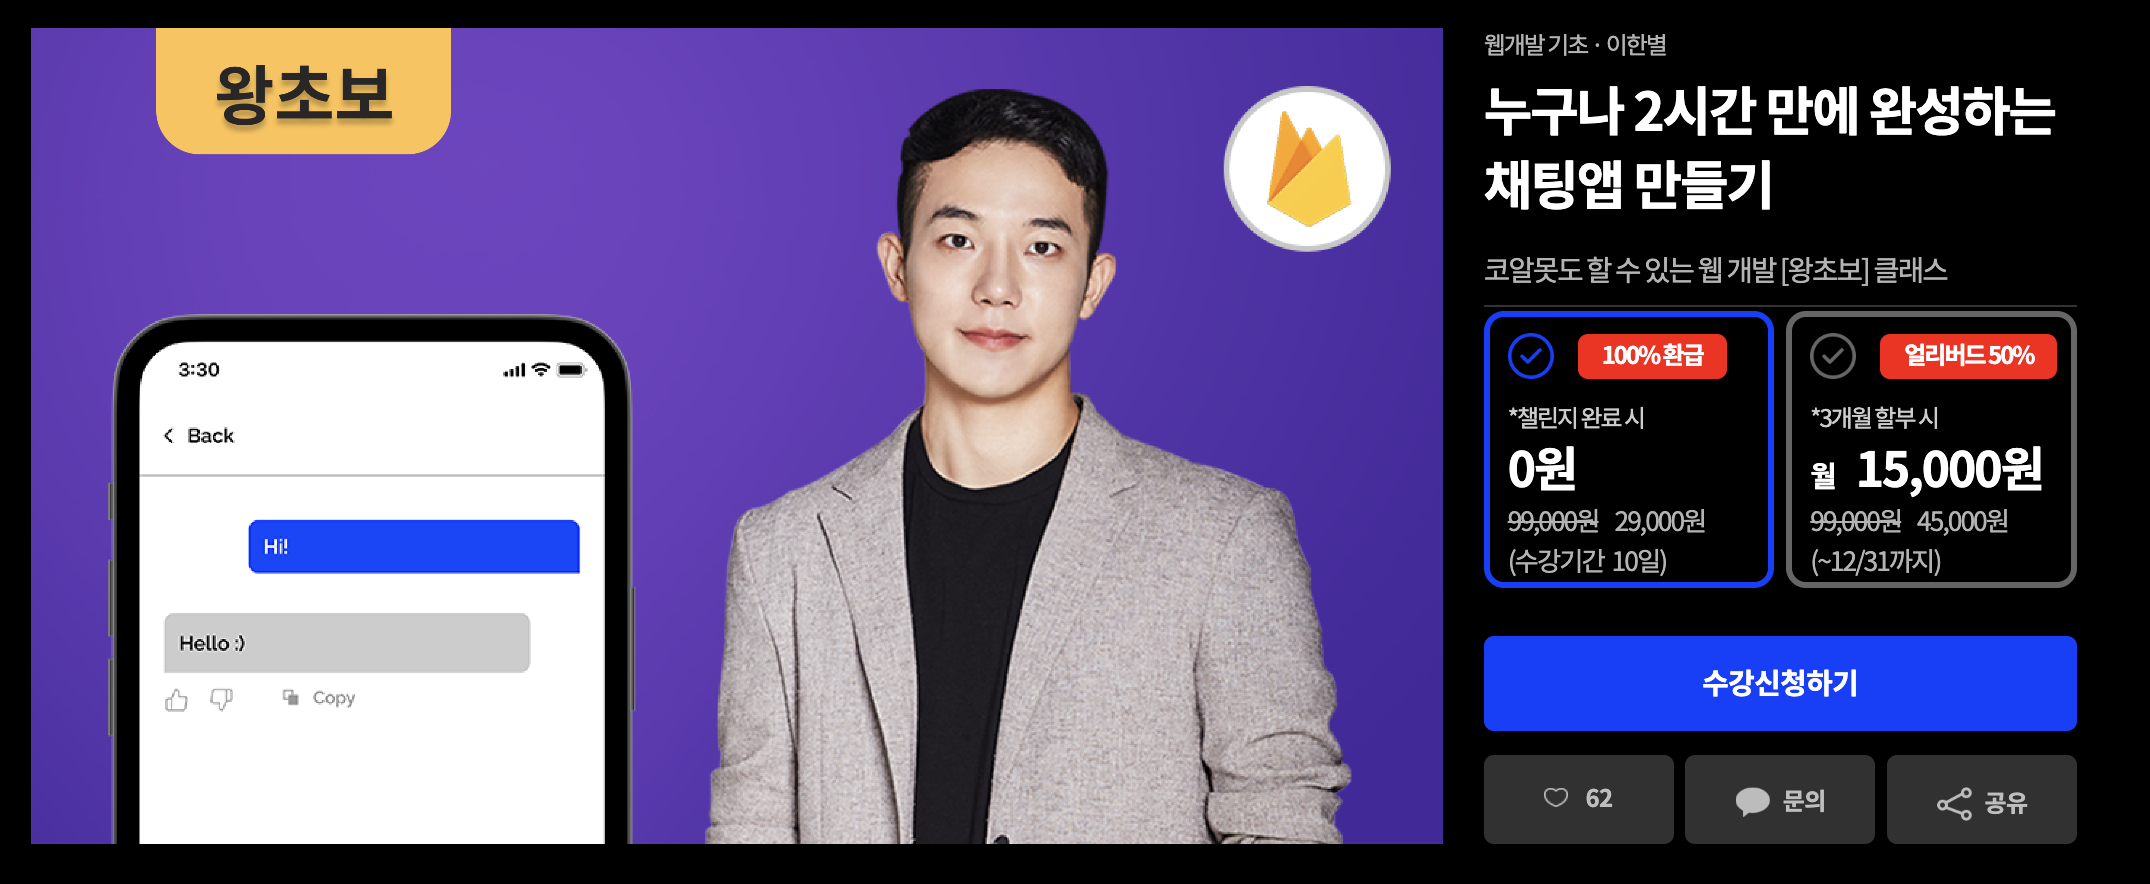 왕초보
3:30
Back
Hi!
Hello :)
Copy
웹개발 기초 · 이한별
누구나 2시간 만에 완성하는
채팅앱 만들기
코알못도 할 수 있는 웹 개발 [왕초보] 클래스
100% 환급
*챌린지 완료 시
0원
99,000원 29,000원
(수강기간 10일)
얼리버드 50%
*3개월 할부 시
월 15,000원
99,000원 45,000원
(~12/31까지)
수강신청하기
62
문의
공유